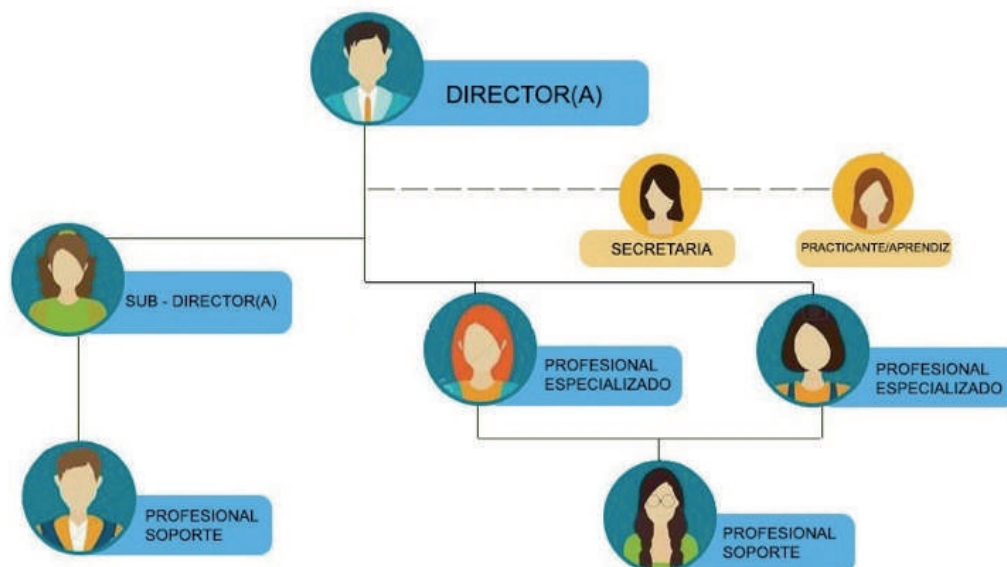 DIRECTOR(A)
SECRETARIA
PRACTICANTE/APRENDIZ
SUB - DIRECTOR(A)
PROFESIONAL
ESPECIALIZADO
PROFESIONAL
ESPECIALIZADO
PROFESIONAL
SOPORTE
PROFESIONAL
SOPORTE